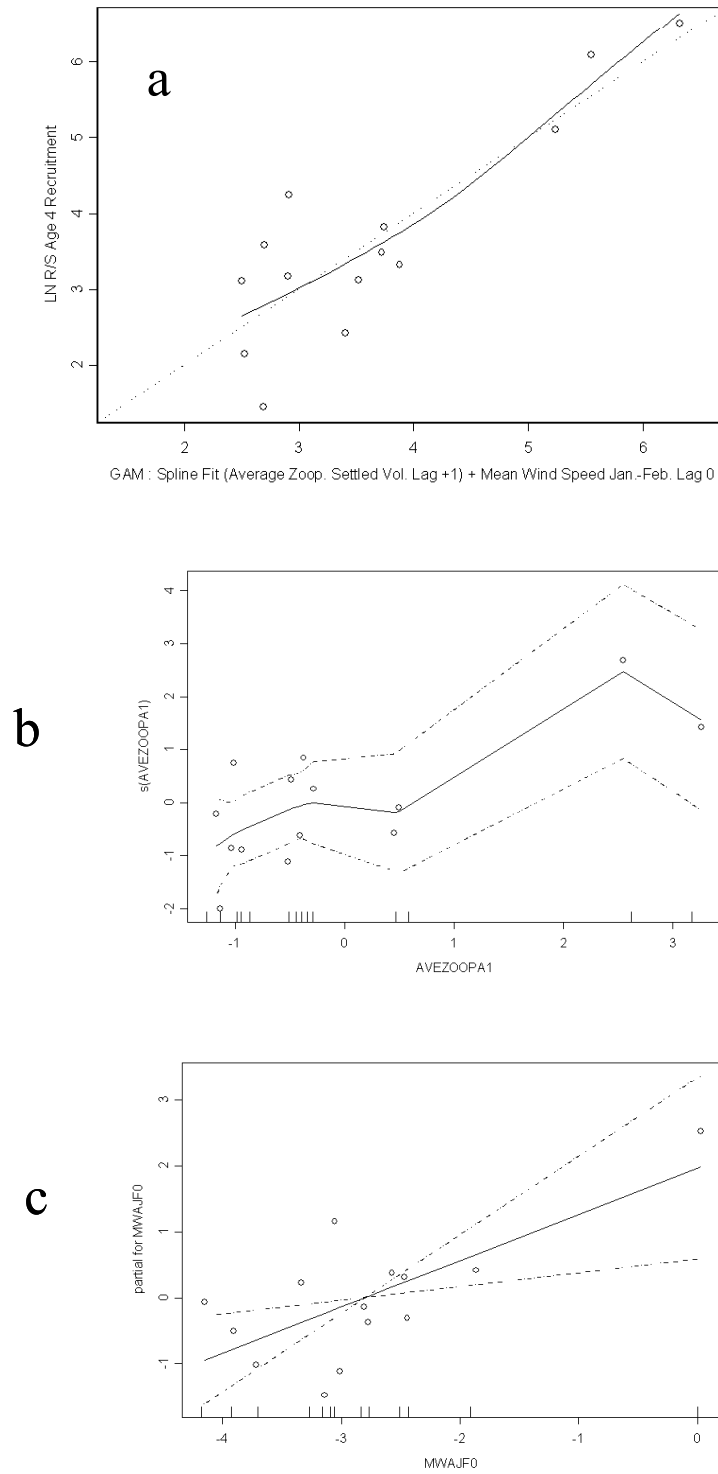 a
LN R/S Age 4 Recruitment
6
5
4
3
2
2 3 4 5 6
GAM : Spline Fit (Average Zoop. Settled Vol. Lag +1) + Mean Wind Speed Jan.-Feb. Lag 0
b
s(AVEZOOPA1)
4
3
2
1
0
-1
-2
-1 0 1 2 3
AVEZOOPA1
c
partial for MWAJF0
3
2
1
0
-1
-4 -3 -2 -1 0
MWAJF0